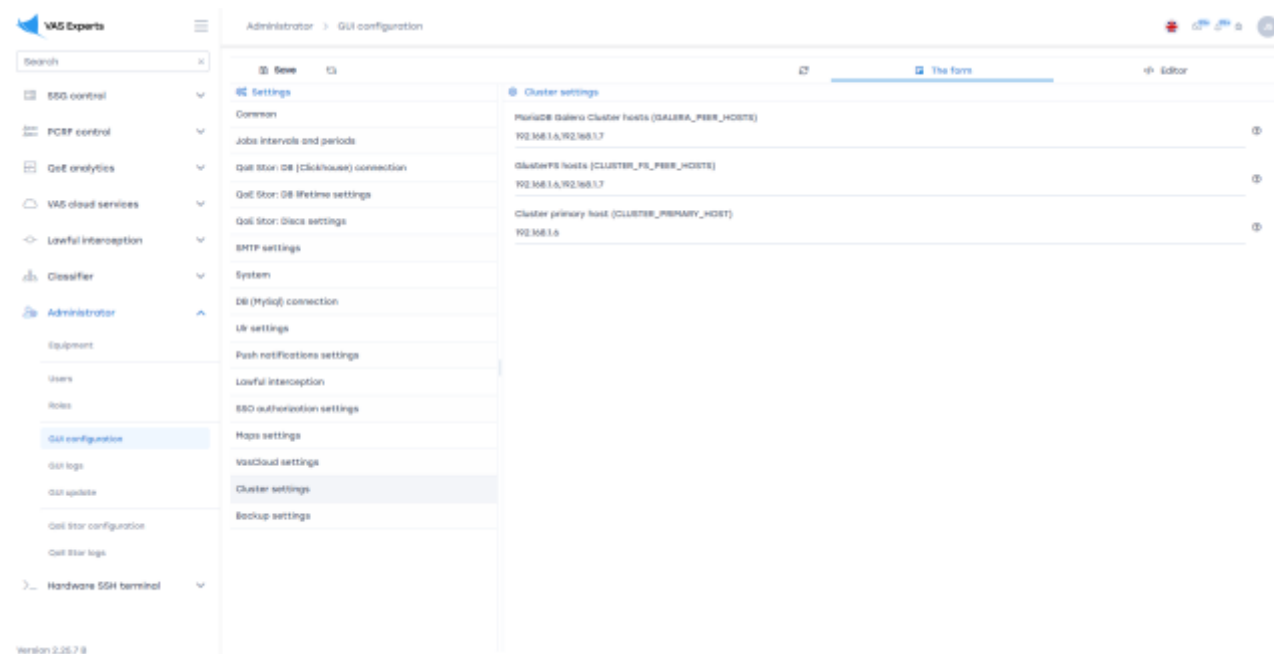 VAS Experts
Administrator > GUI configuration
Search
Save
The form
Editor
SSG control
PCRF control
QoE analytics
VAS cloud services
Lawful interception
Classifier
Administrator
Equipment
Users
Roles
GUI configuration
GUI logs
GUI update
QoE Stor configuration
QoE Stor logs
Hardware SSH terminal
Version 2.25.7 B
Settings
Common
Jobs intervals and periods
QoE Stor: DB (Clickhouse) connection
QoE Stor: DB lifetime settings
QoE Stor: Discs settings
SMTP settings
System
DB (MySql) connection
Ulr settings
Push notifications settings
Lawful interception
SSO authorization settings
Maps settings
VasCloud settings
Cluster settings
Backup settings
Cluster settings
MariaDB Galera Cluster hosts (GALERA_PEER_HOSTS)
192.168.1.6,192.168.1.7
GlusterFS hosts (CLUSTER_FS_PEER_HOSTS)
192.168.1.6,192.168.1.7
Cluster primary host (CLUSTER_PRIMARY_HOST)
192.168.1.6